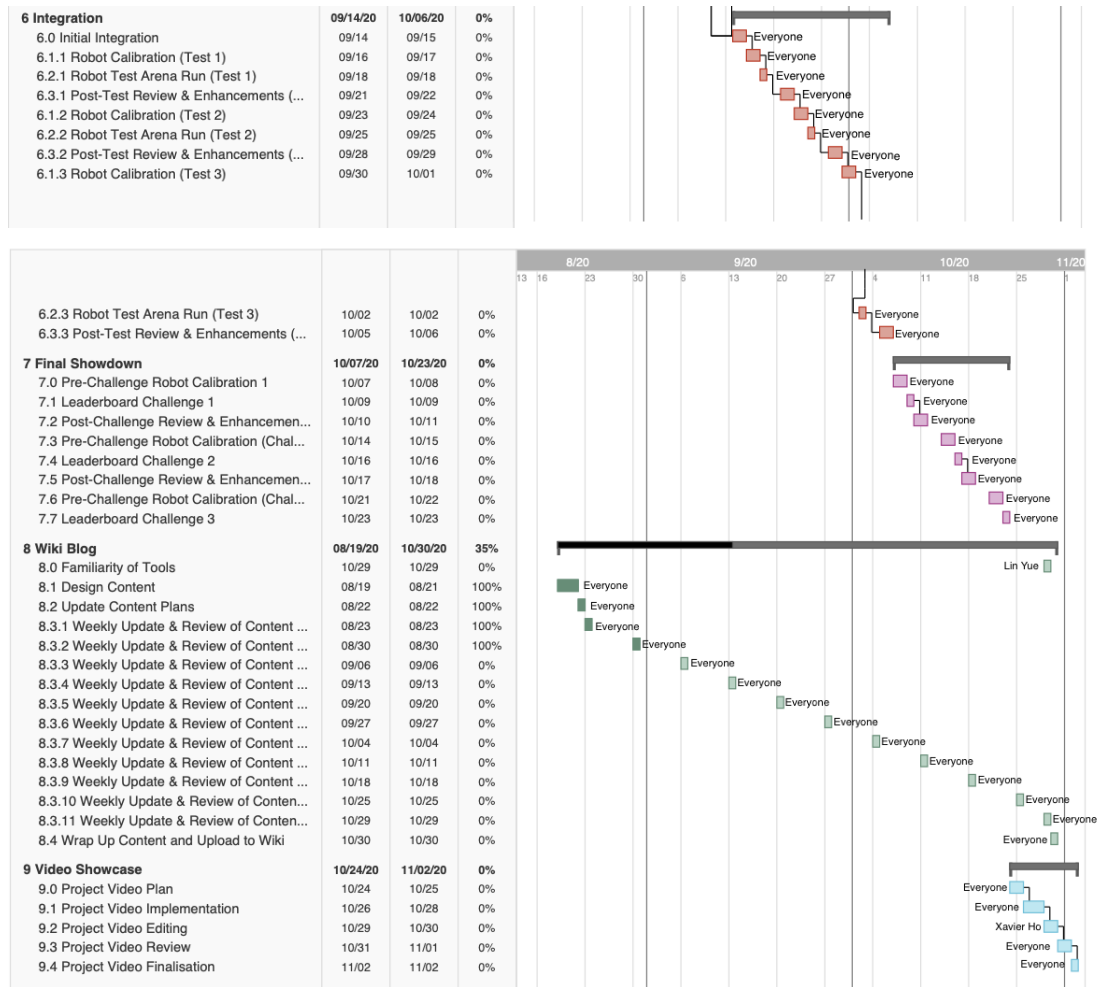 6 Integration 09/14/20 10/06/20 0%
6.0 Initial Integration 09/14 09/15 0% Everyone
6.1.1 Robot Calibration (Test 1) 09/16 09/17 0% Everyone
6.2.1 Robot Test Arena Run (Test 1) 09/18 09/18 0% Everyone
6.3.1 Post-Test Review & Enhancements (... 09/21 09/22 0% Everyone
6.1.2 Robot Calibration (Test 2) 09/23 09/24 0% Everyone
6.2.2 Robot Test Arena Run (Test 2) 09/25 09/25 0% Everyone
6.3.2 Post-Test Review & Enhancements (... 09/28 09/29 0% Everyone
6.1.3 Robot Calibration (Test 3) 09/30 10/01 0% Everyone
8/20 9/20 10/20 11/20
13 16 23 30 6 13 20 27 4 11 18 25 1
6.2.3 Robot Test Arena Run (Test 3) 10/02 10/02 0% Everyone
6.3.3 Post-Test Review & Enhancements (... 10/05 10/06 0% Everyone
7 Final Showdown 10/07/20 10/23/20 0%
7.0 Pre-Challenge Robot Calibration 1 10/07 10/08 0% Everyone
7.1 Leaderboard Challenge 1 10/09 10/09 0% Everyone
7.2 Post-Challenge Review & Enhancemen... 10/10 10/11 0% Everyone
7.3 Pre-Challenge Robot Calibration (Chal... 10/14 10/15 0% Everyone
7.4 Leaderboard Challenge 2 10/16 10/16 0% Everyone
7.5 Post-Challenge Review & Enhancemen... 10/17 10/18 0% Everyone
7.6 Pre-Challenge Robot Calibration (Chal... 10/21 10/22 0% Everyone
7.7 Leaderboard Challenge 3 10/23 10/23 0% Everyone
8 Wiki Blog 08/19/20 10/30/20 35%
8.0 Familiarity of Tools 10/29 10/29 0% Lin Yue
8.1 Design Content 08/19 08/21 100% Everyone
8.2 Update Content Plans 08/22 08/22 100% Everyone
8.3.1 Weekly Update & Review of Content ... 08/23 08/23 100% Everyone
8.3.2 Weekly Update & Review of Content ... 08/30 08/30 100% Everyone
8.3.3 Weekly Update & Review of Content ... 09/06 09/06 0% Everyone
8.3.4 Weekly Update & Review of Content ... 09/13 09/13 0% Everyone
8.3.5 Weekly Update & Review of Content ... 09/20 09/20 0% Everyone
8.3.6 Weekly Update & Review of Content ... 09/27 09/27 0% Everyone
8.3.7 Weekly Update & Review of Content ... 10/04 10/04 0% Everyone
8.3.8 Weekly Update & Review of Content ... 10/11 10/11 0% Everyone
8.3.9 Weekly Update & Review of Content ... 10/18 10/18 0% Everyone
8.3.10 Weekly Update & Review of Conten... 10/25 10/25 0% Everyone
8.3.11 Weekly Update & Review of Conten... 10/29 10/29 0% Everyone
8.4 Wrap Up Content and Upload to Wiki 10/30 10/30 0% Everyone
9 Video Showcase 10/24/20 11/02/20 0%
9.0 Project Video Plan 10/24 10/25 0% Everyone
9.1 Project Video Implementation 10/26 10/28 0% Everyone
9.2 Project Video Editing 10/29 10/30 0% Xavier Ho
9.3 Project Video Review 10/31 11/01 0% Everyone
9.4 Project Video Finalisation 11/02 11/02 0% Everyone